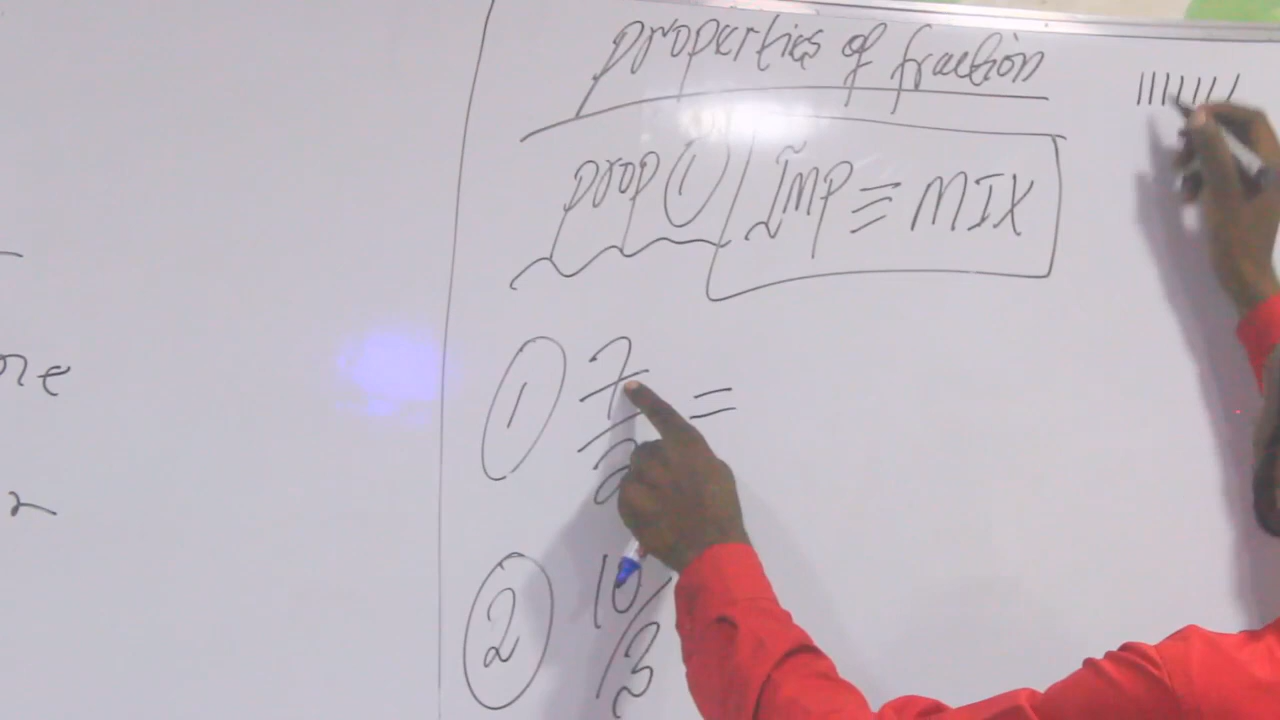 properties of fraction
prop (1) IMP ≡ MIX
(1) 7/2 =
(2) 10/3